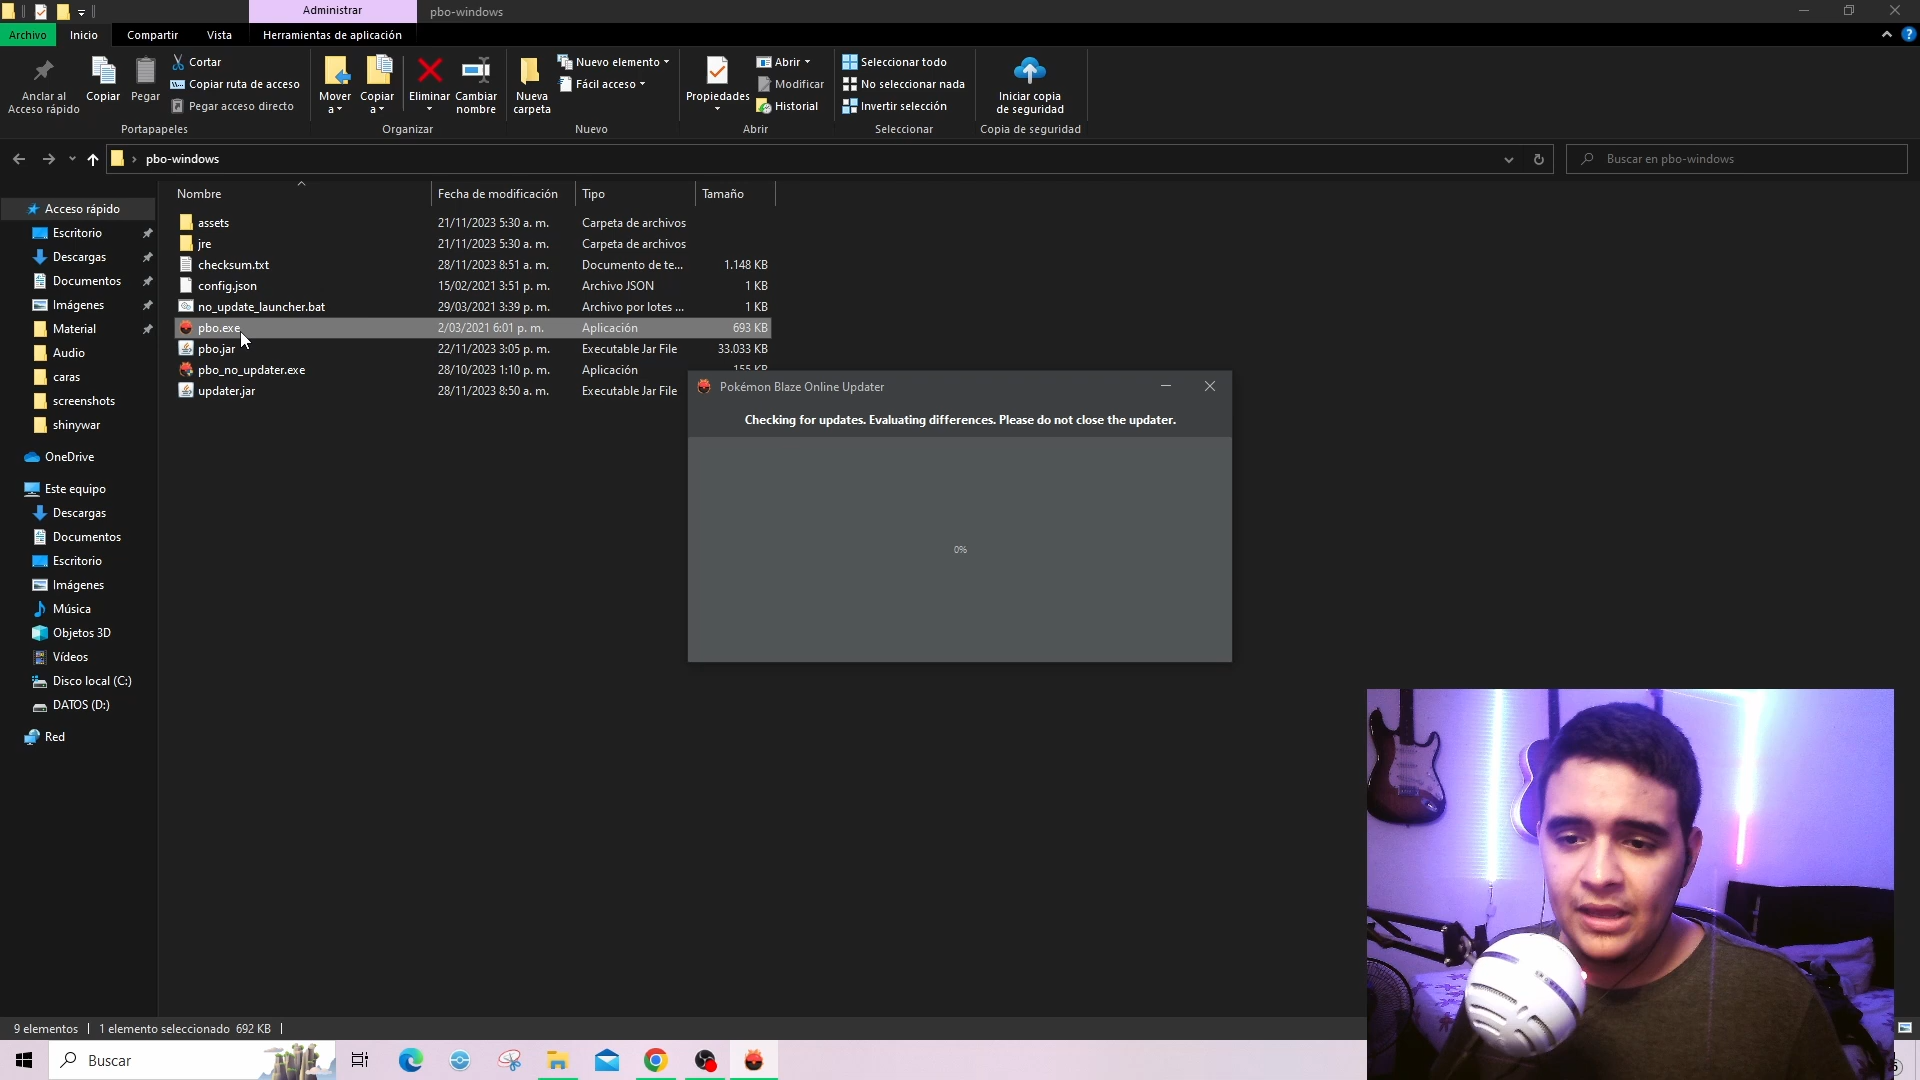 Administrar
pbo-windows
Archivo
Inicio
Compartir
Vista
Herramientas de aplicación
Anclar al
Acceso rápido
Copiar
Pegar
Cortar
Copiar ruta de acceso
Pegar acceso directo
Portapapeles
Mover
a
Copiar
a
Eliminar
Cambiar
nombre
Organizar
Nueva
carpeta
Nuevo elemento
Fácil acceso
Nuevo
Propiedades
Abrir
Modificar
Historial
Abrir
Seleccionar todo
No seleccionar nada
Invertir selección
Seleccionar
Iniciar copia
de seguridad
Copia de seguridad
pbo-windows
Buscar en pbo-windows
Nombre
Fecha de modificación
Tipo
Tamaño
assets 21/11/2023 5:30 a. m. Carpeta de archivos
jre 21/11/2023 5:30 a. m. Carpeta de archivos
checksum.txt 28/11/2023 8:51 a. m. Documento de te... 1.148 KB
config.json 15/02/2021 3:51 p. m. Archivo JSON 1 KB
no_update_launcher.bat 29/03/2021 3:39 p. m. Archivo por lotes ... 1 KB
pbo.exe 2/03/2021 6:01 p. m. Aplicación 693 KB
pbo.jar 22/11/2023 3:05 p. m. Executable Jar File 33.033 KB
pbo_no_updater.exe 28/10/2023 1:10 p. m. Aplicación 155 KB
updater.jar 28/11/2023 8:50 a. m. Executable Jar File
Acceso rápido
Escritorio
Descargas
Documentos
Imágenes
Material
Audio
caras
screenshots
shinywar
OneDrive
Este equipo
Descargas
Documentos
Escritorio
Imágenes
Música
Objetos 3D
Vídeos
Disco local (C:)
DATOS (D:)
Red
Pokémon Blaze Online Updater
Checking for updates. Evaluating differences. Please do not close the updater.
0%
9 elementos
1 elemento seleccionado 692 KB
Buscar